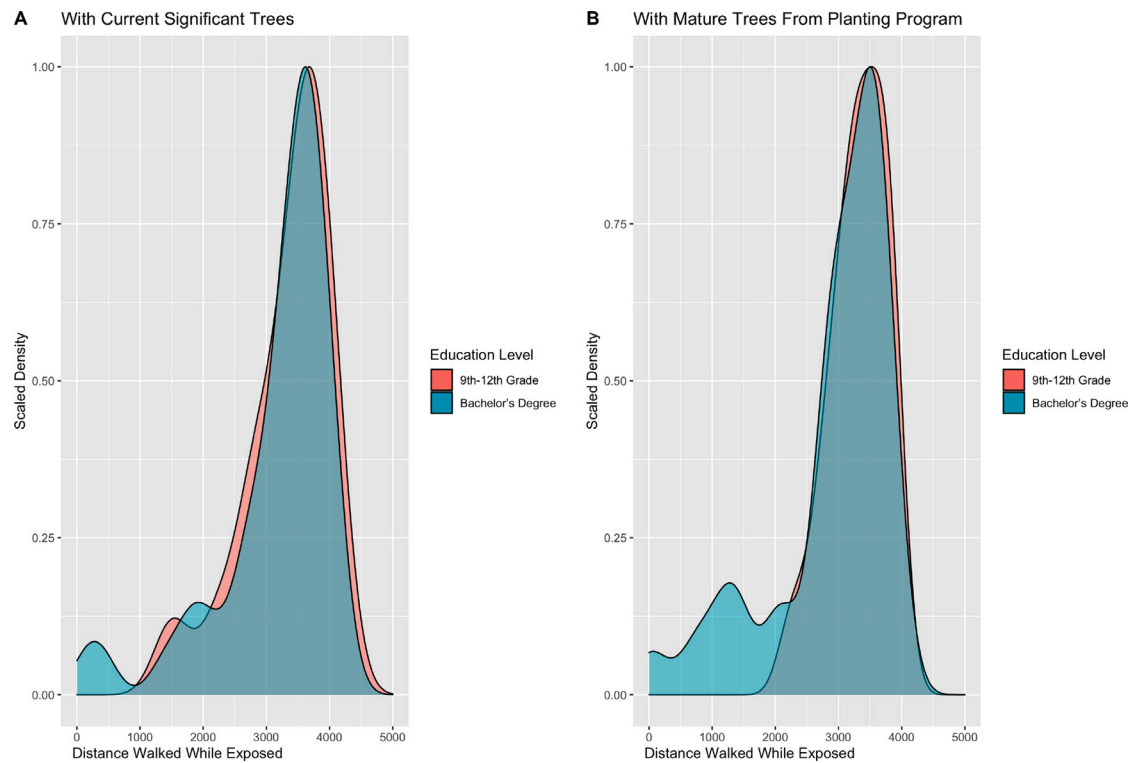 A With Current Significant Trees
1.00
0.75
0.50
0.25
0.00
Scaled Density
0 1000 2000 3000 4000 5000
Distance Walked While Exposed
Education Level
9th-12th Grade
Bachelor's Degree
B With Mature Trees From Planting Program
1.00
0.75
0.50
0.25
0.00
Scaled Density
0 1000 2000 3000 4000 5000
Distance Walked While Exposed
Education Level
9th-12th Grade
Bachelor's Degree